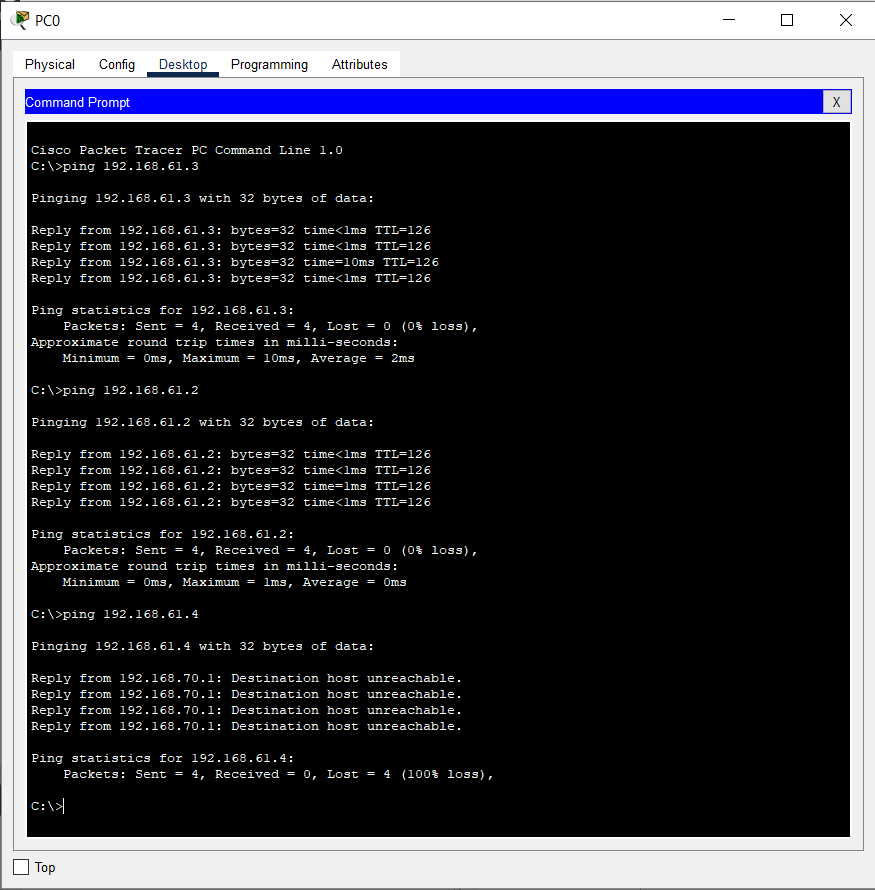 PC0
Physical Config Desktop Programming Attributes
Command Prompt X
Cisco Packet Tracer PC Command Line 1.0
C:\>ping 192.168.61.3
Pinging 192.168.61.3 with 32 bytes of data:
Reply from 192.168.61.3: bytes=32 time<1ms TTL=126
Reply from 192.168.61.3: bytes=32 time<1ms TTL=126
Reply from 192.168.61.3: bytes=32 time=10ms TTL=126
Reply from 192.168.61.3: bytes=32 time<1ms TTL=126
Ping statistics for 192.168.61.3:
Packets: Sent = 4, Received = 4, Lost = 0 (0% loss),
Approximate round trip times in milli-seconds:
Minimum = 0ms, Maximum = 10ms, Average = 2ms
C:\>ping 192.168.61.2
Pinging 192.168.61.2 with 32 bytes of data:
Reply from 192.168.61.2: bytes=32 time<1ms TTL=126
Reply from 192.168.61.2: bytes=32 time<1ms TTL=126
Reply from 192.168.61.2: bytes=32 time=1ms TTL=126
Reply from 192.168.61.2: bytes=32 time<1ms TTL=126
Ping statistics for 192.168.61.2:
Packets: Sent = 4, Received = 4, Lost = 0 (0% loss),
Approximate round trip times in milli-seconds:
Minimum = 0ms, Maximum = 1ms, Average = 0ms
C:\>ping 192.168.61.4
Pinging 192.168.61.4 with 32 bytes of data:
Reply from 192.168.70.1: Destination host unreachable.
Reply from 192.168.70.1: Destination host unreachable.
Reply from 192.168.70.1: Destination host unreachable.
Reply from 192.168.70.1: Destination host unreachable.
Ping statistics for 192.168.61.4:
Packets: Sent = 4, Received = 0, Lost = 4 (100% loss),
C:\>
Top